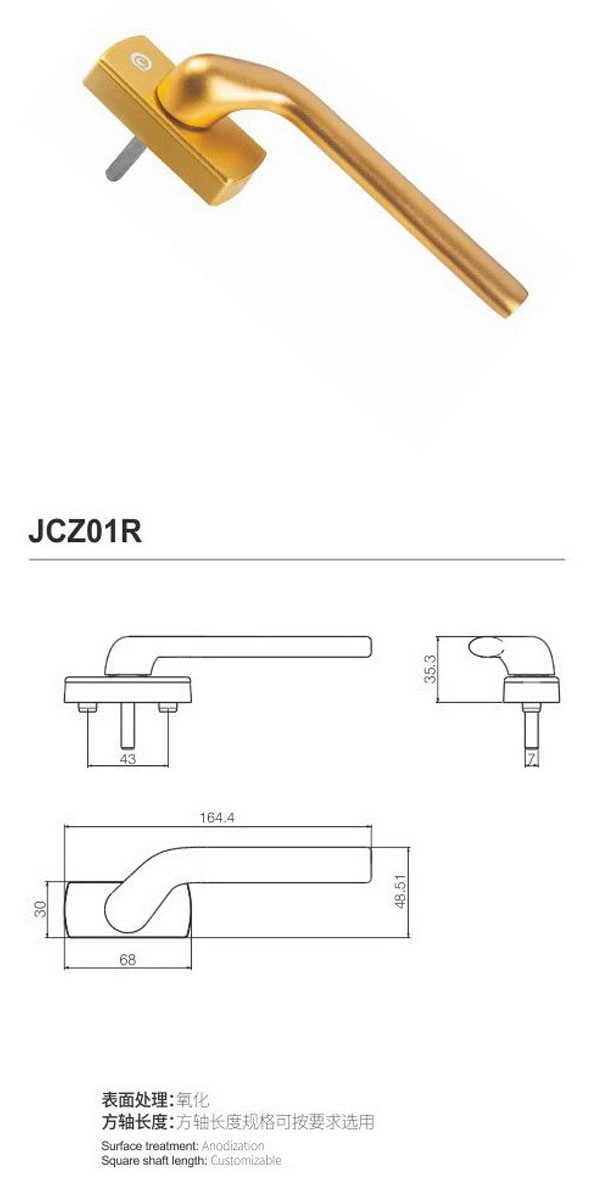 JCZ01R
35.3
43
7
164.4
30
48.51
68
表面处理：氧化
方轴长度：方轴长度规格可按要求选用
Surface treatment: Anodization
Square shaft length: Customizable